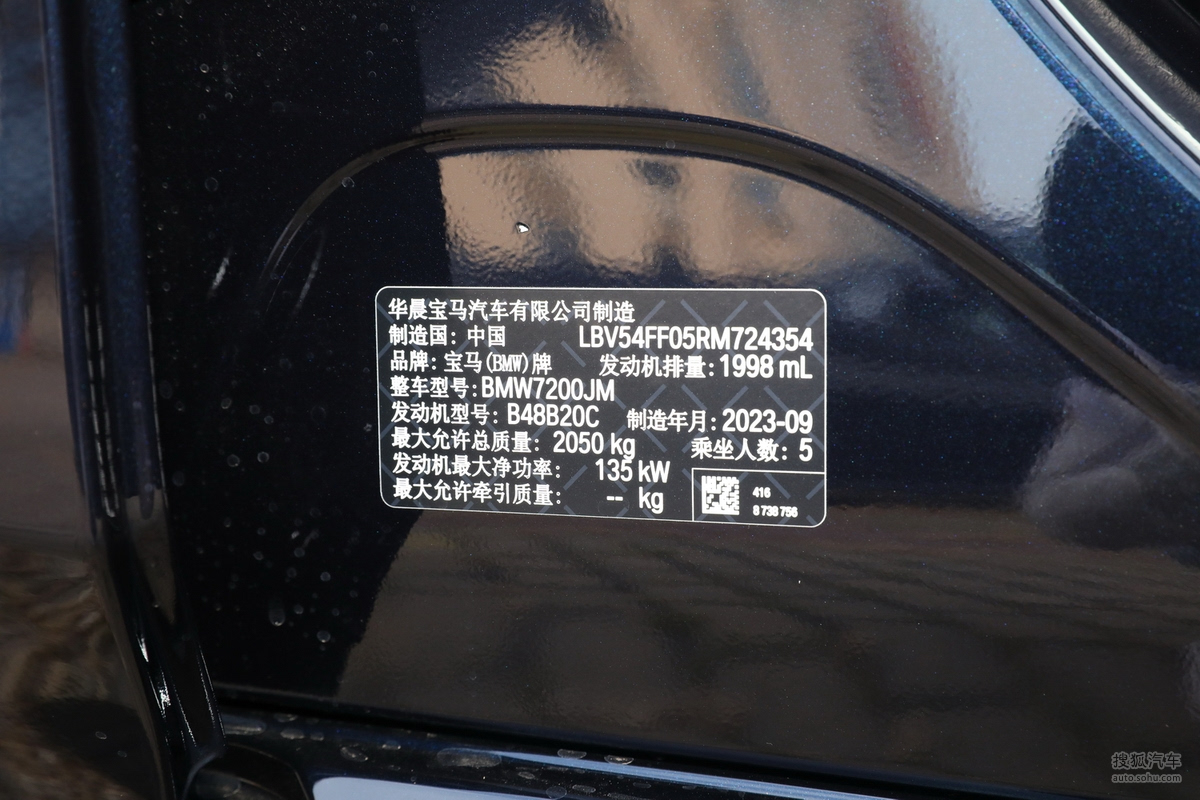 华晨宝马汽车有限公司制造
制造国：中国 LBV54FF05RM724354
品牌：宝马(BMW)牌 发动机排量：1998 mL
整车型号：BMW7200JM
发动机型号：B48B20C 制造年月：2023-09
最大允许总质量：2050 kg 乘坐人数：5
发动机最大净功率：135 kW
最大允许牵引质量：-- kg
416
8 738 756
搜狐汽车
auto.sohu.com